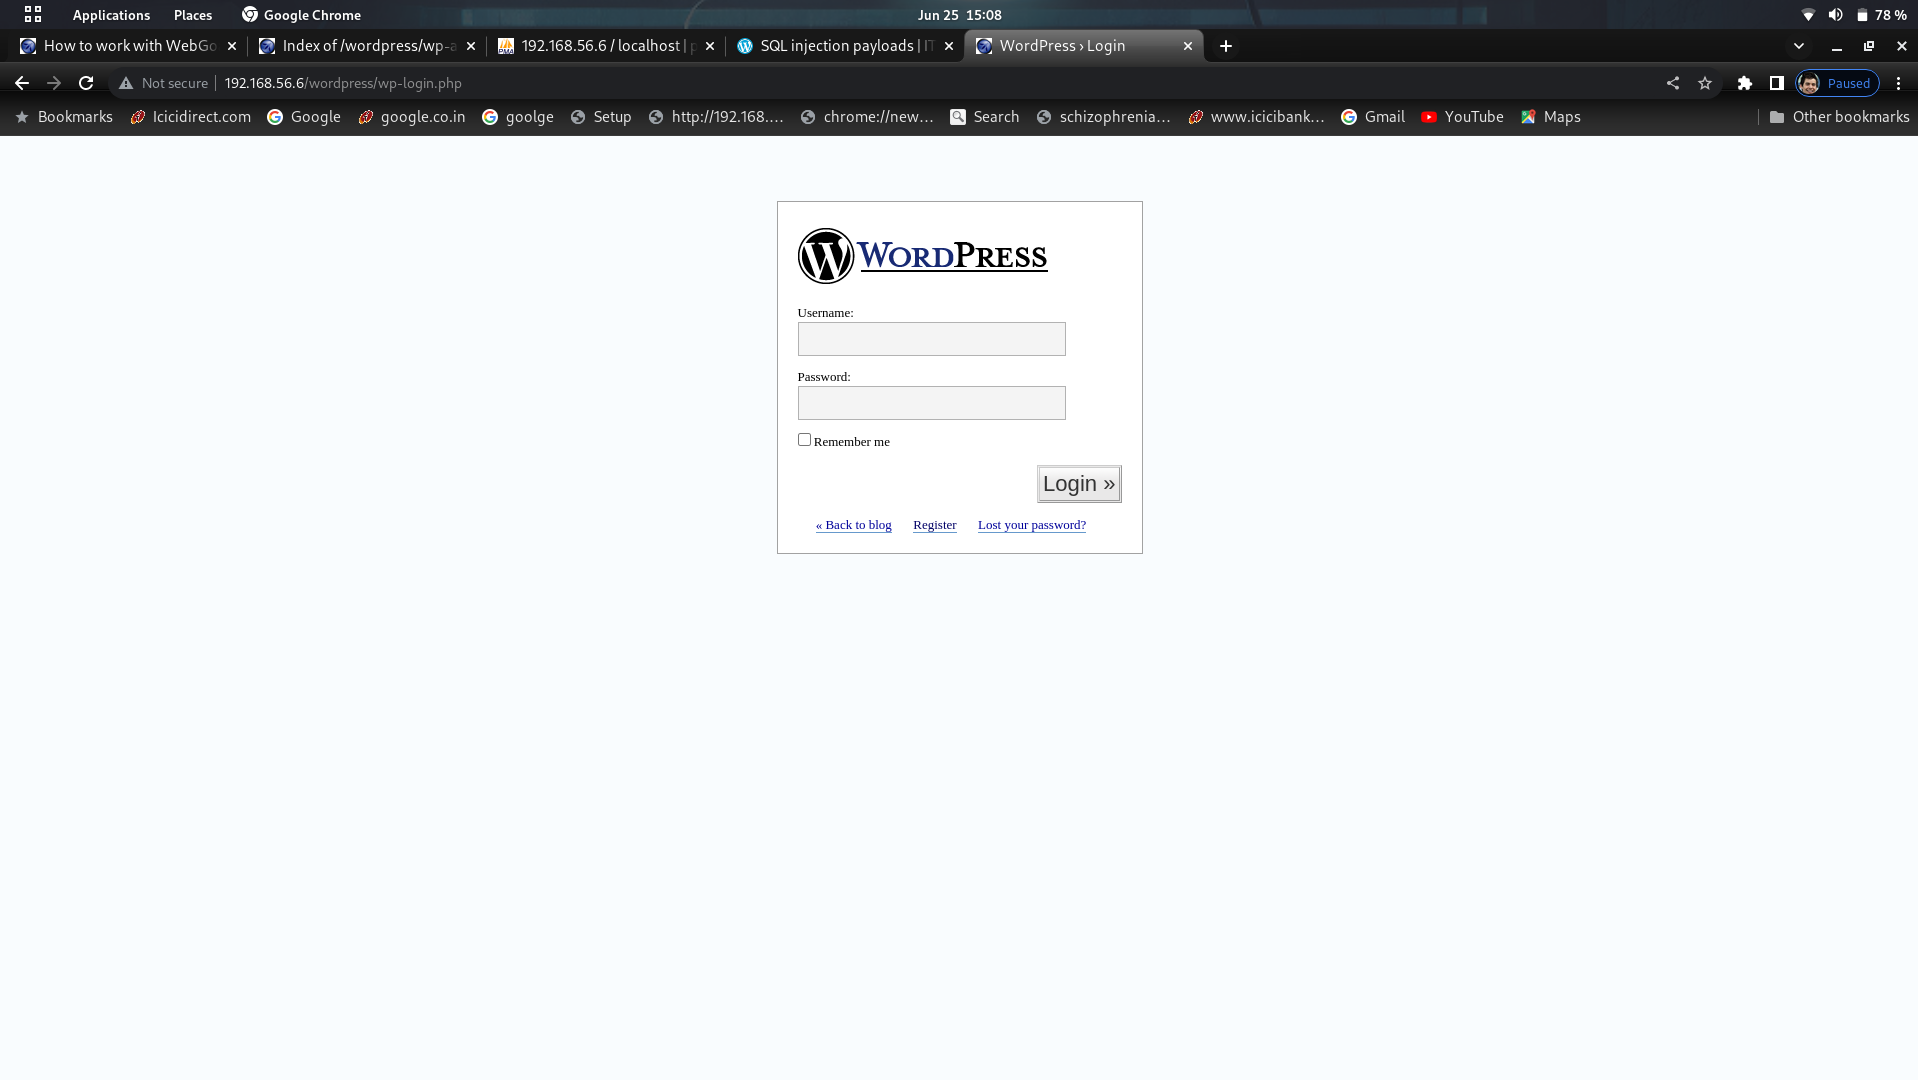 Applications Places Google Chrome Jun 25 15:08 78 %
How to work with WebGo Index of /wordpress/wp-a 192.168.56.6 / localhost | p SQL injection payloads | IT WordPress › Login
Not secure 192.168.56.6/wordpress/wp-login.php Paused
Bookmarks Icicidirect.com Google google.co.in goolge Setup http://192.168.... chrome://new... Search schizophrenia... www.icicibank... Gmail YouTube Maps Other bookmarks
WORDPRESS
Username:
Password:
Remember me
Login »
« Back to blog Register Lost your password?